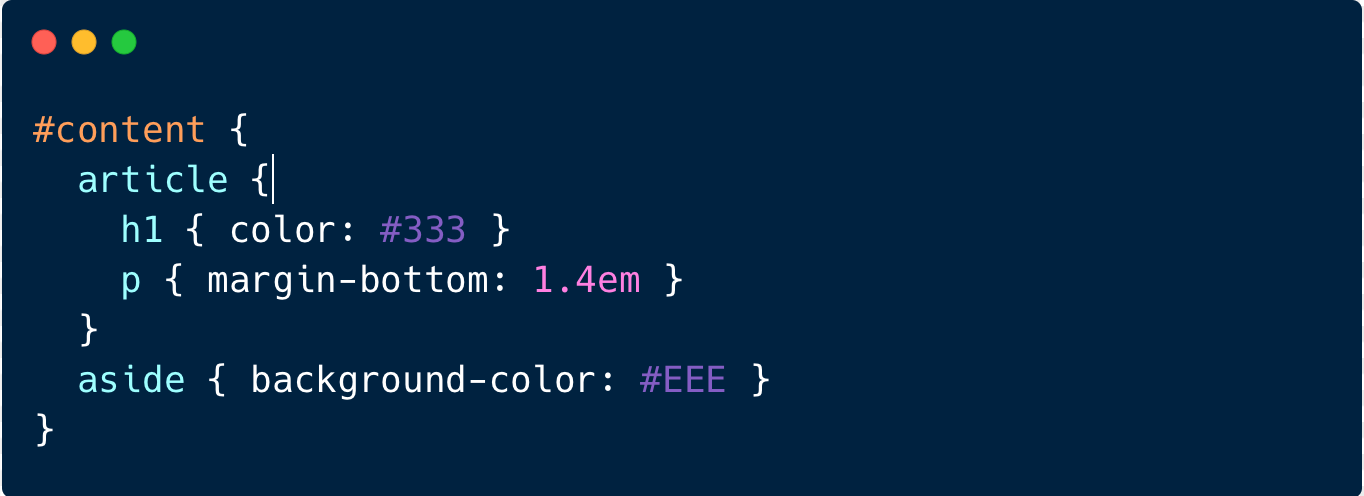 #content {
  article {
    h1 { color: #333 }
    p { margin-bottom: 1.4em }
  }
  aside { background-color: #EEE }
}